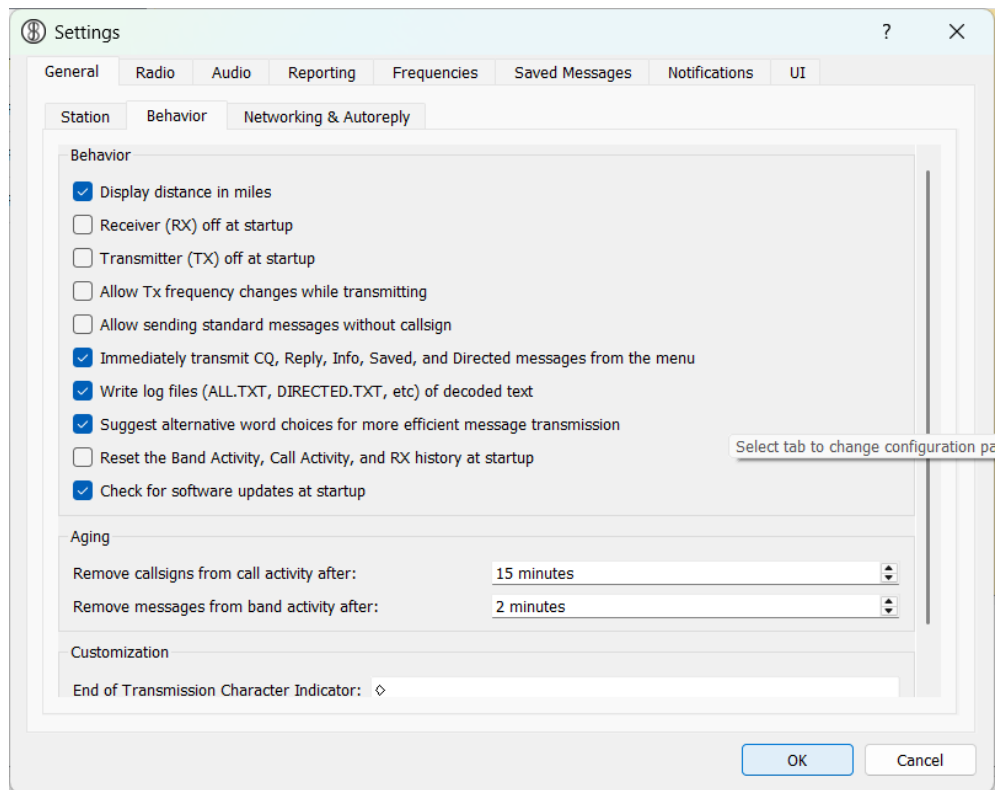 Settings
?
General Radio Audio Reporting Frequencies Saved Messages Notifications UI
Station Behavior Networking & Autoreply
Behavior
Display distance in miles
Receiver (RX) off at startup
Transmitter (TX) off at startup
Allow Tx frequency changes while transmitting
Allow sending standard messages without callsign
Immediately transmit CQ, Reply, Info, Saved, and Directed messages from the menu
Write log files (ALL.TXT, DIRECTED.TXT, etc) of decoded text
Suggest alternative word choices for more efficient message transmission
Select tab to change configuration pa
Reset the Band Activity, Call Activity, and RX history at startup
Check for software updates at startup
Aging
Remove callsigns from call activity after: 15 minutes
Remove messages from band activity after: 2 minutes
Customization
End of Transmission Character Indicator: ♢
OK Cancel